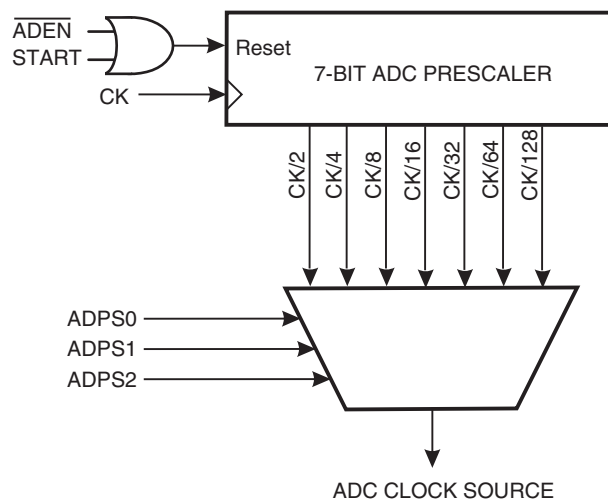 ADEN
START
Reset
7-BIT ADC PRESCALER
CK
CK/2
CK/4
CK/8
CK/16
CK/32
CK/64
CK/128
ADPS0
ADPS1
ADPS2
ADC CLOCK SOURCE